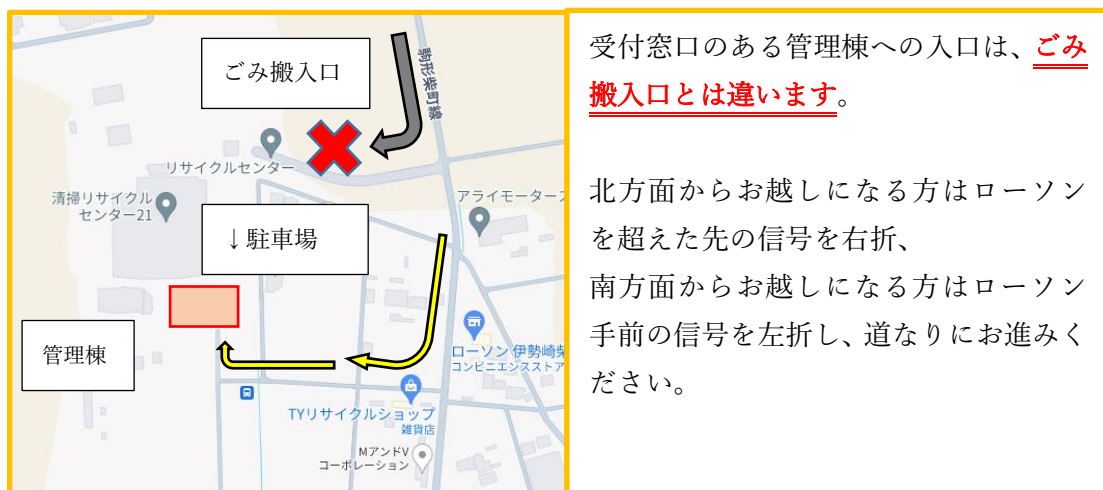 ごみ搬入口
駒形柴町線
リサイクルセンター
清掃リサイクル
センター21
アライモータース
↓駐車場
管理棟
ローソン 伊勢崎柴
コンビニエンスストア
TYリサイクルショップ
雑貨店
MアンドV
コーポレーション
受付窓口のある管理棟への入口は、ごみ
搬入口とは違います。
北方面からお越しになる方はローソン
を超えた先の信号を右折、
南方面からお越しになる方はローソン
手前の信号を左折し、道なりにお進みく
ださい。